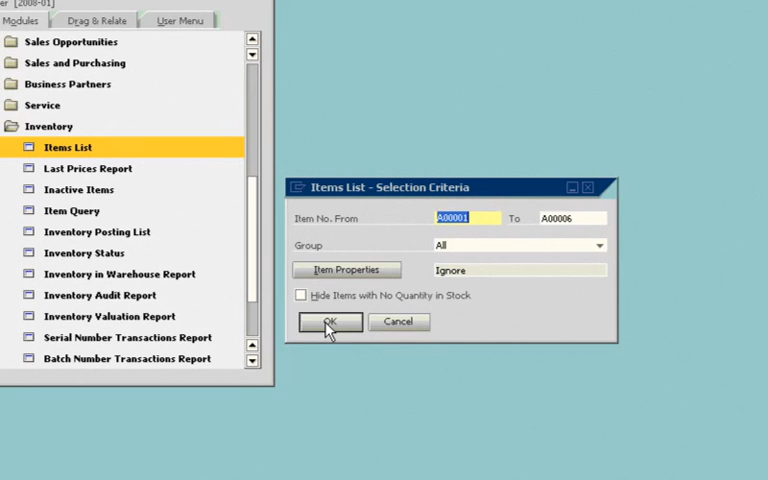 er [2008-01]
Modules
Drag & Relate
User Menu
Sales Opportunities
Sales and Purchasing
Business Partners
Service
Inventory
Items List
Last Prices Report
Inactive Items
Item Query
Inventory Posting List
Inventory Status
Inventory in Warehouse Report
Inventory Audit Report
Inventory Valuation Report
Serial Number Transactions Report
Batch Number Transactions Report
Items List - Selection Criteria
Item No. From A00001 To A00006
Group All
Item Properties Ignore
Hide Items with No Quantity in Stock
OK Cancel